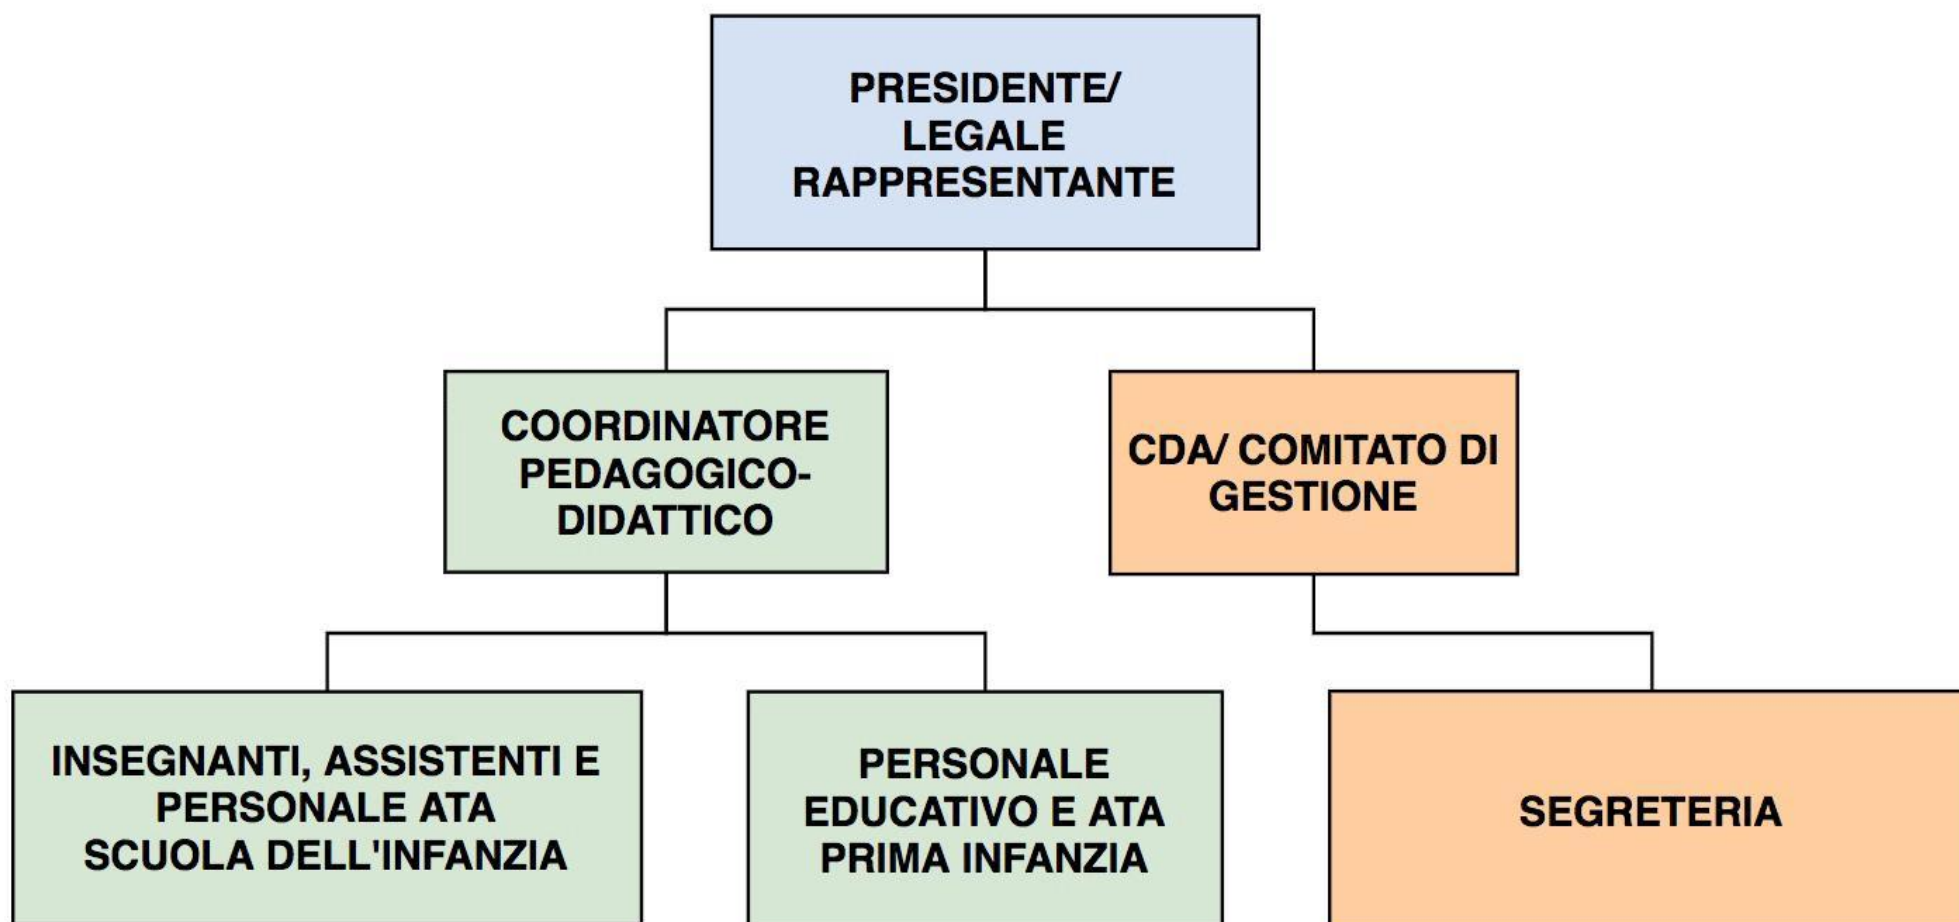 PRESIDENTE/
LEGALE
RAPPRESENTANTE
COORDINATORE
PEDAGOGICO-
DIDATTICO
CDA/ COMITATO DI
GESTIONE
INSEGNANTI, ASSISTENTI E
PERSONALE ATA
SCUOLA DELL'INFANZIA
PERSONALE
EDUCATIVO E ATA
PRIMA INFANZIA
SEGRETERIA